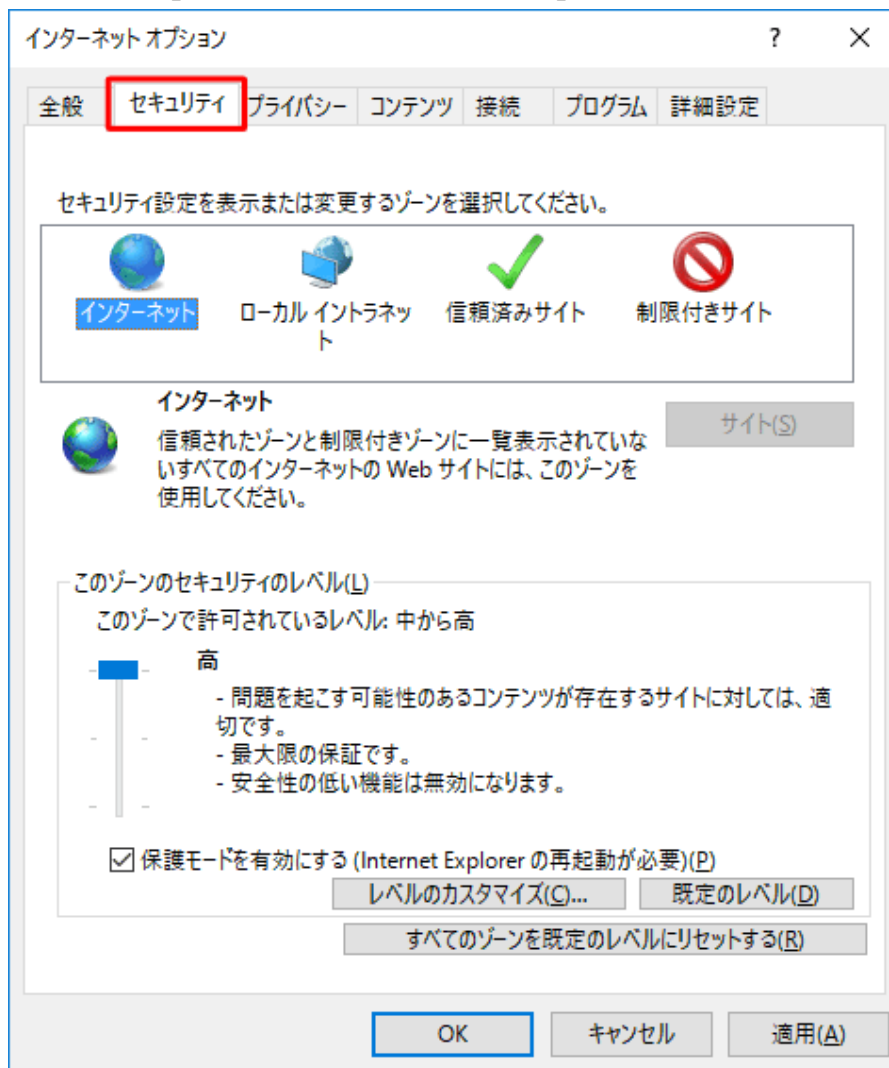 インターネット オプション ?
全般 セキュリティ プライバシー コンテンツ 接続 プログラム 詳細設定
セキュリティ設定を表示または変更するゾーンを選択してください。
インターネット ローカル イントラネッ 信頼済みサイト 制限付きサイト
ト
インターネット
サイト(S)
信頼されたゾーンと制限付きゾーンに一覧表示されていな
いすべてのインターネットの Web サイトには、このゾーンを
使用してください。
このゾーンのセキュリティのレベル(L)
このゾーンで許可されているレベル: 中から高
高
- 問題を起こす可能性のあるコンテンツが存在するサイトに対しては、適
切です。
- 最大限の保証です。
- 安全性の低い機能は無効になります。
保護モードを有効にする (Internet Explorer の再起動が必要)(P)
レベルのカスタマイズ(C)... 既定のレベル(D)
すべてのゾーンを既定のレベルにリセットする(R)
OK キャンセル 適用(A)